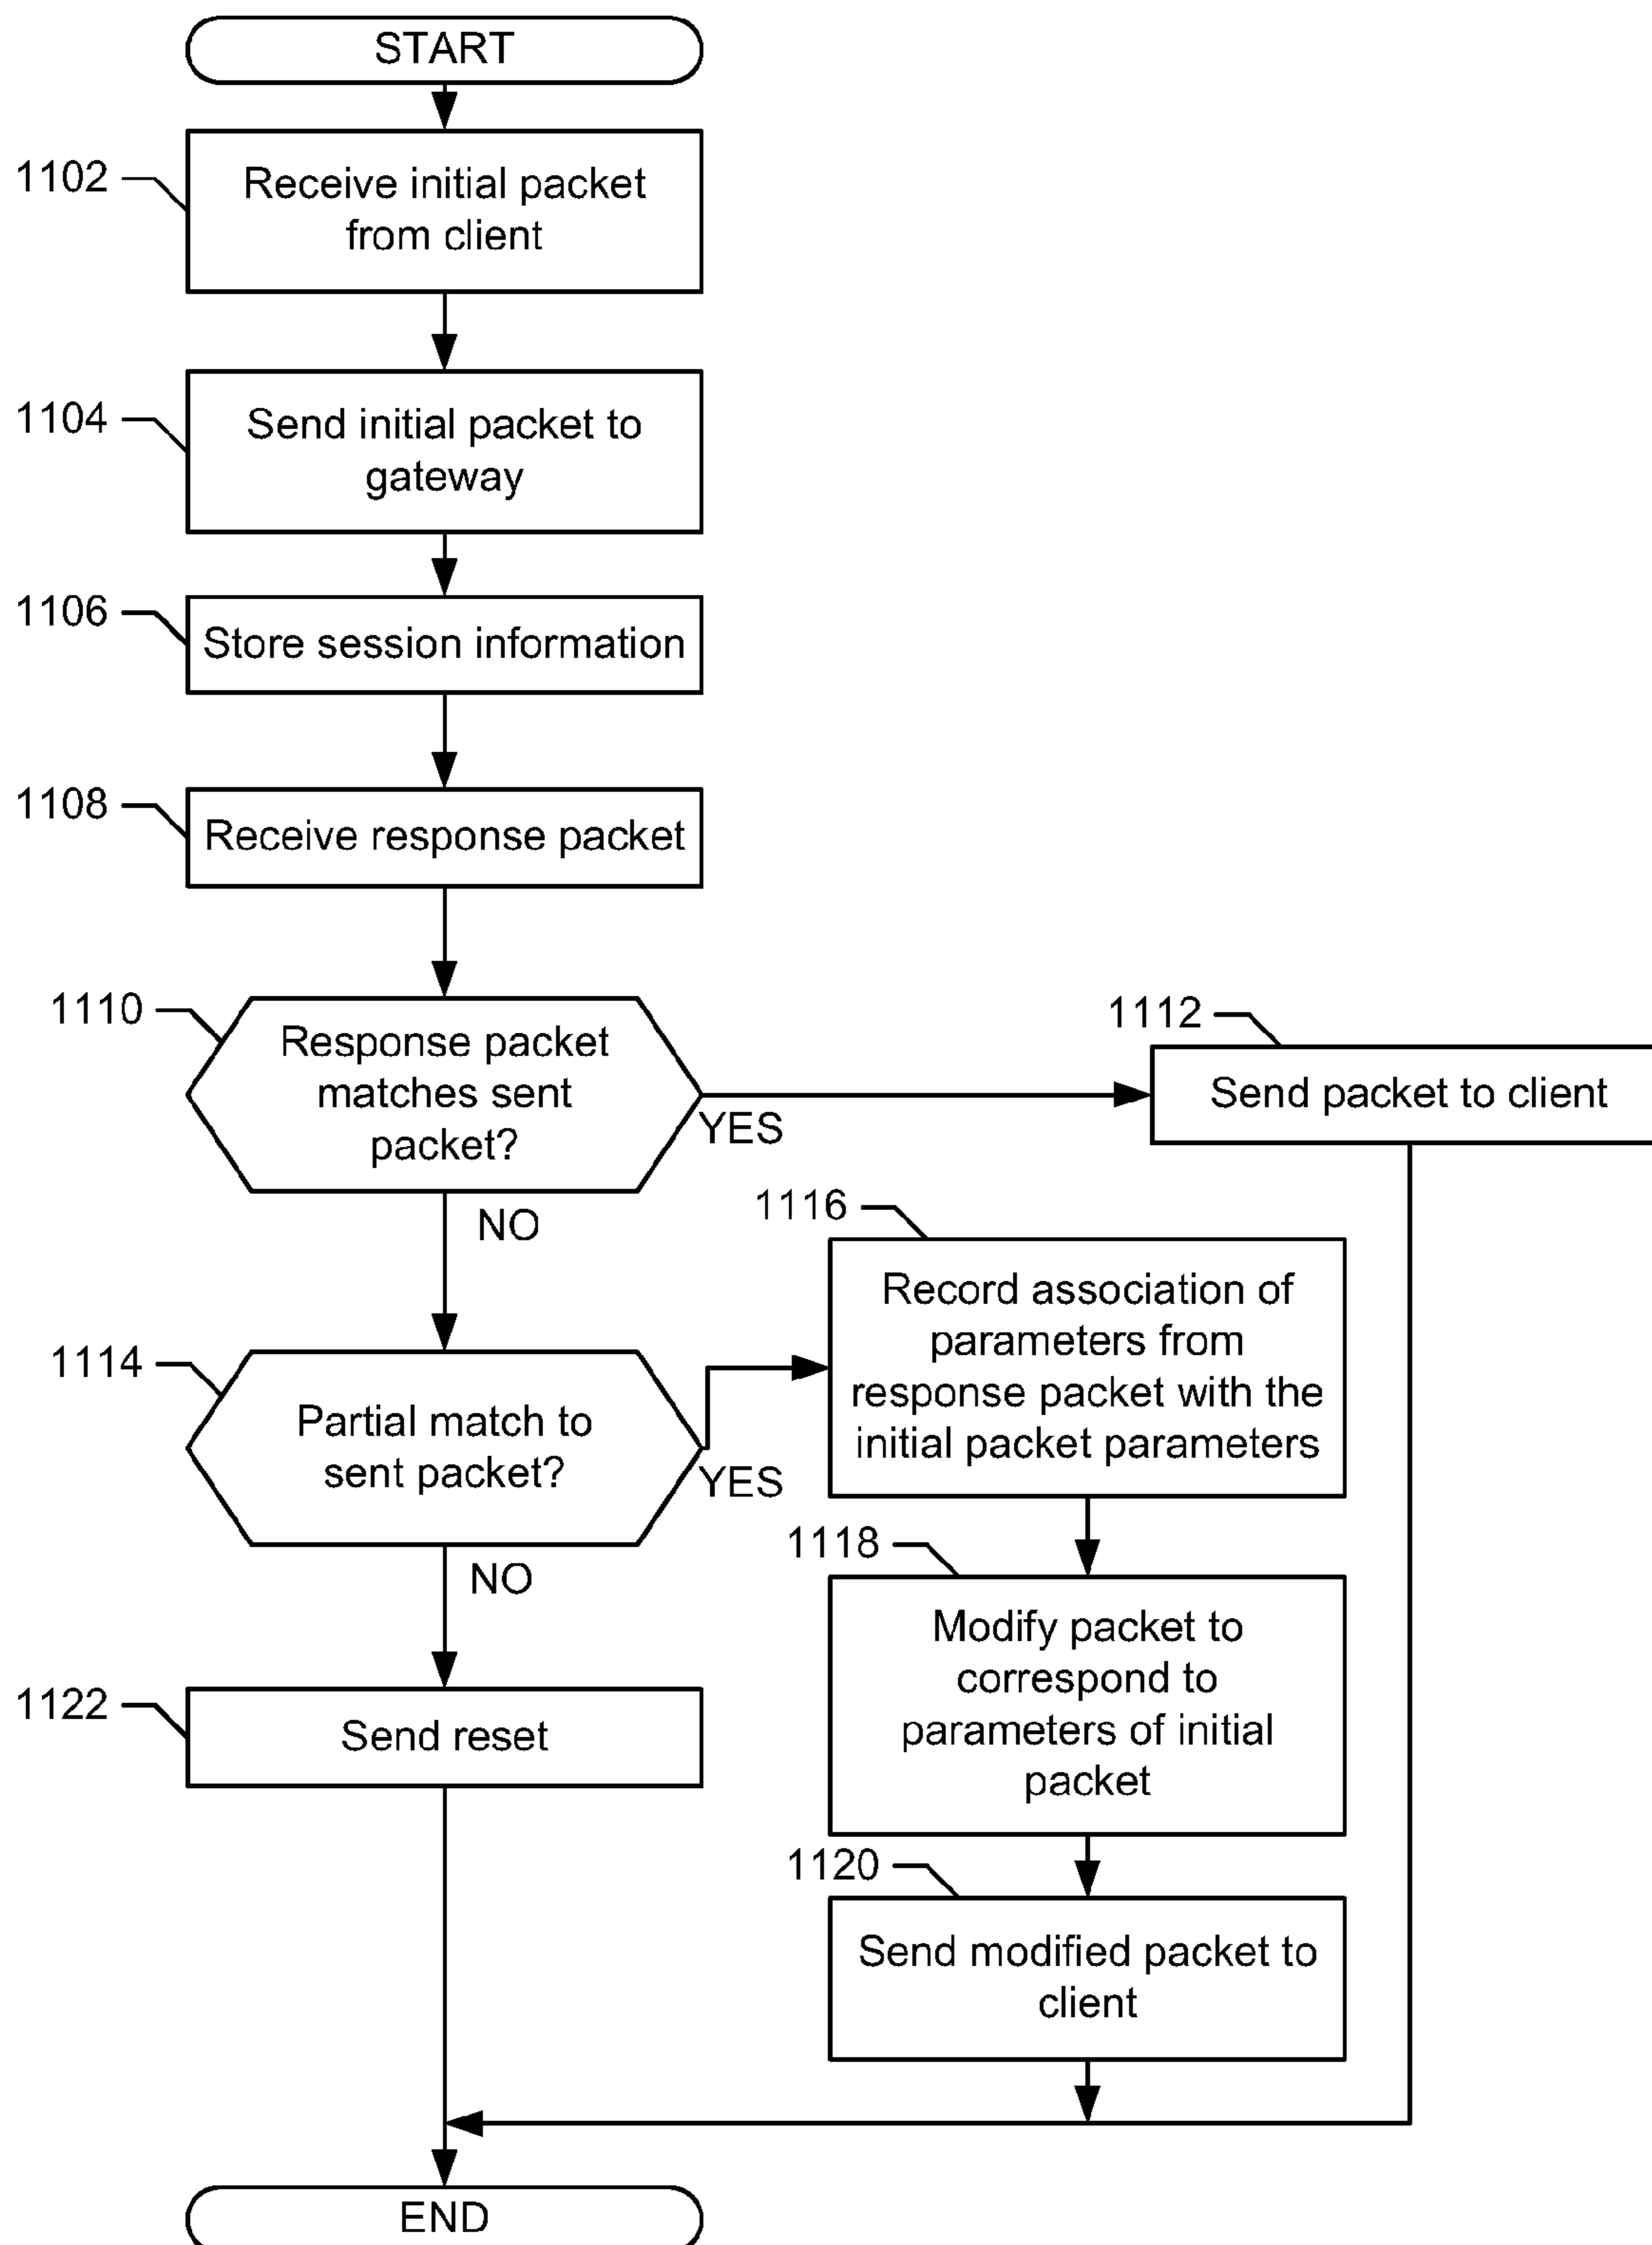 START
1102
Receive initial packet
from client
1104
Send initial packet to
gateway
1106
Store session information
1108
Receive response packet
1110
Response packet
matches sent
packet?
YES
NO
1112
Send packet to client
1114
Partial match to
sent packet?
YES
NO
1116
Record association of
parameters from
response packet with the
initial packet parameters
1118
Modify packet to
correspond to
parameters of initial
packet
1120
Send modified packet to
client
1122
Send reset
END